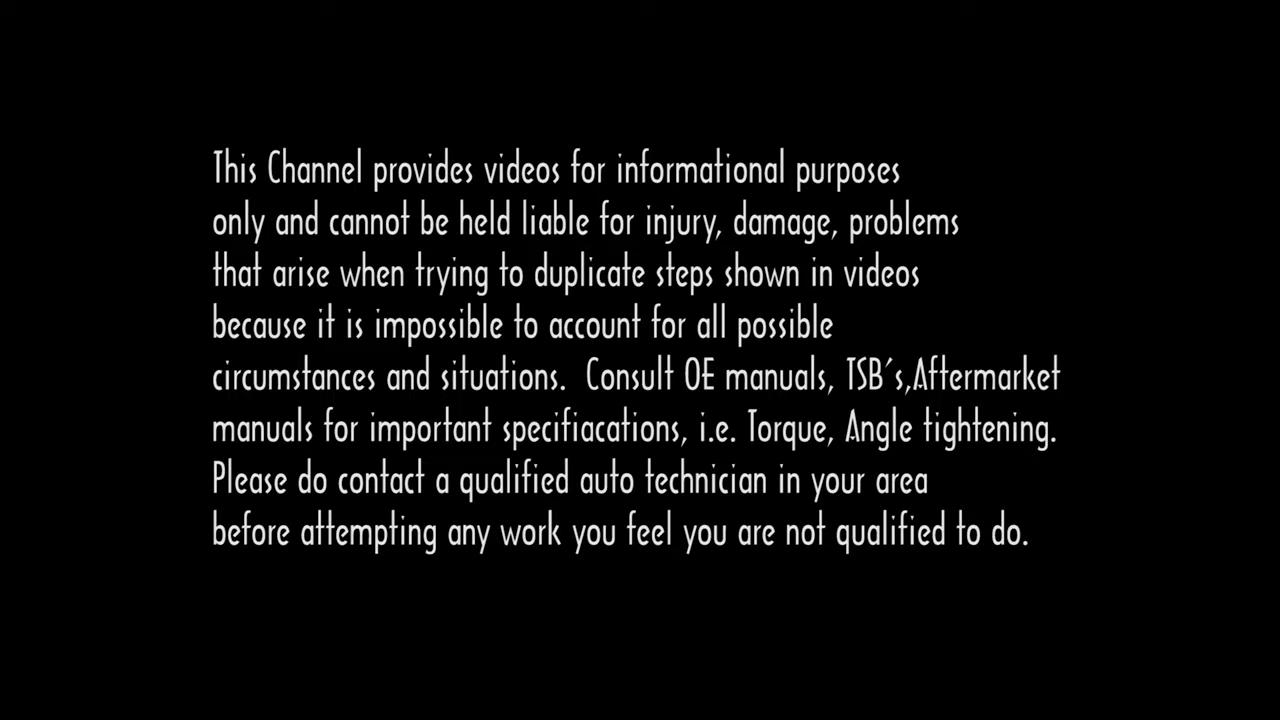 This Channel provides videos for informational purposes
only and cannot be held liable for injury, damage, problems
that arise when trying to duplicate steps shown in videos
because it is impossible to account for all possible
circumstances and situations.  Consult OE manuals, TSB's,Aftermarket
manuals for important specifiacations, i.e. Torque, Angle tightening.
Please do contact a qualified auto technician in your area
before attempting any work you feel you are not qualified to do.